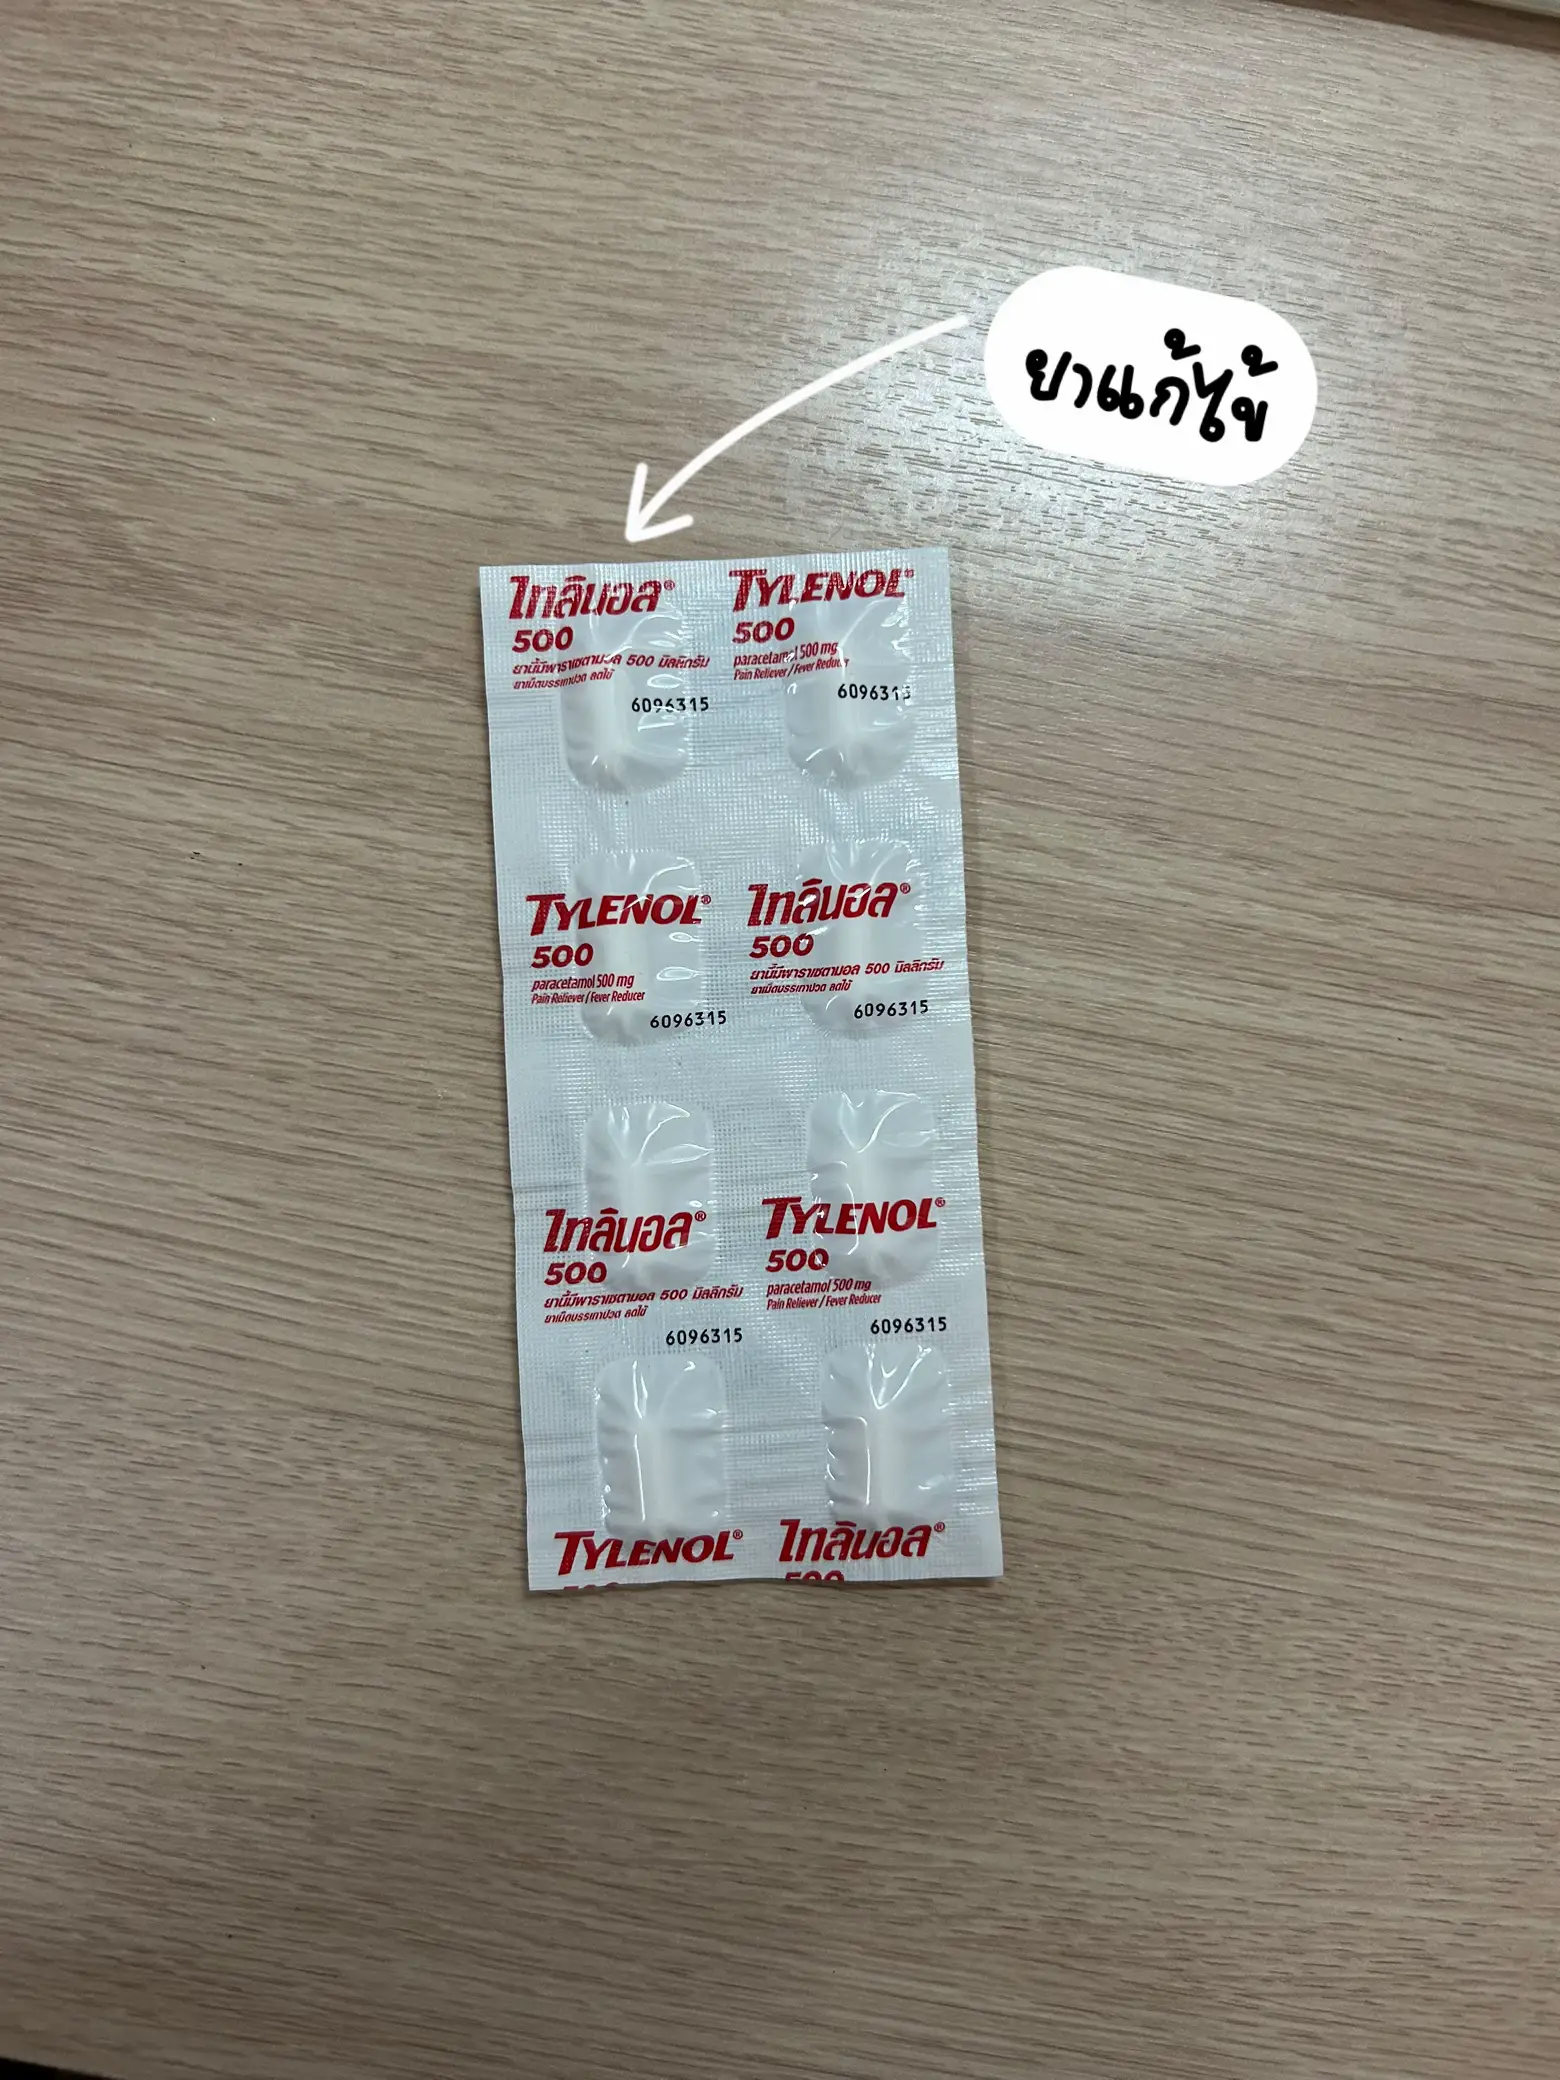 ยาแก้ไข้
ไทลินอล® TYLENOL®
500 500
ยานี้มีพาราเซตามอล 500 มิลลิกรัม paracetamol 500 mg
ยาเม็ดบรรเทาปวด ลดไข้ Pain Reliever / Fever Reducer
6096315 6096315
TYLENOL® ไทลินอล®
500 500
paracetamol 500 mg ยานี้มีพาราเซตามอล 500 มิลลิกรัม
Pain Reliever / Fever Reducer ยาเม็ดบรรเทาปวด ลดไข้
6096315 6096315
ไทลินอล® TYLENOL®
500 500
ยานี้มีพาราเซตามอล 500 มิลลิกรัม paracetamol 500 mg
ยาเม็ดบรรเทาปวด ลดไข้ Pain Reliever / Fever Reducer
6096315 6096315
TYLENOL® ไทลินอล®